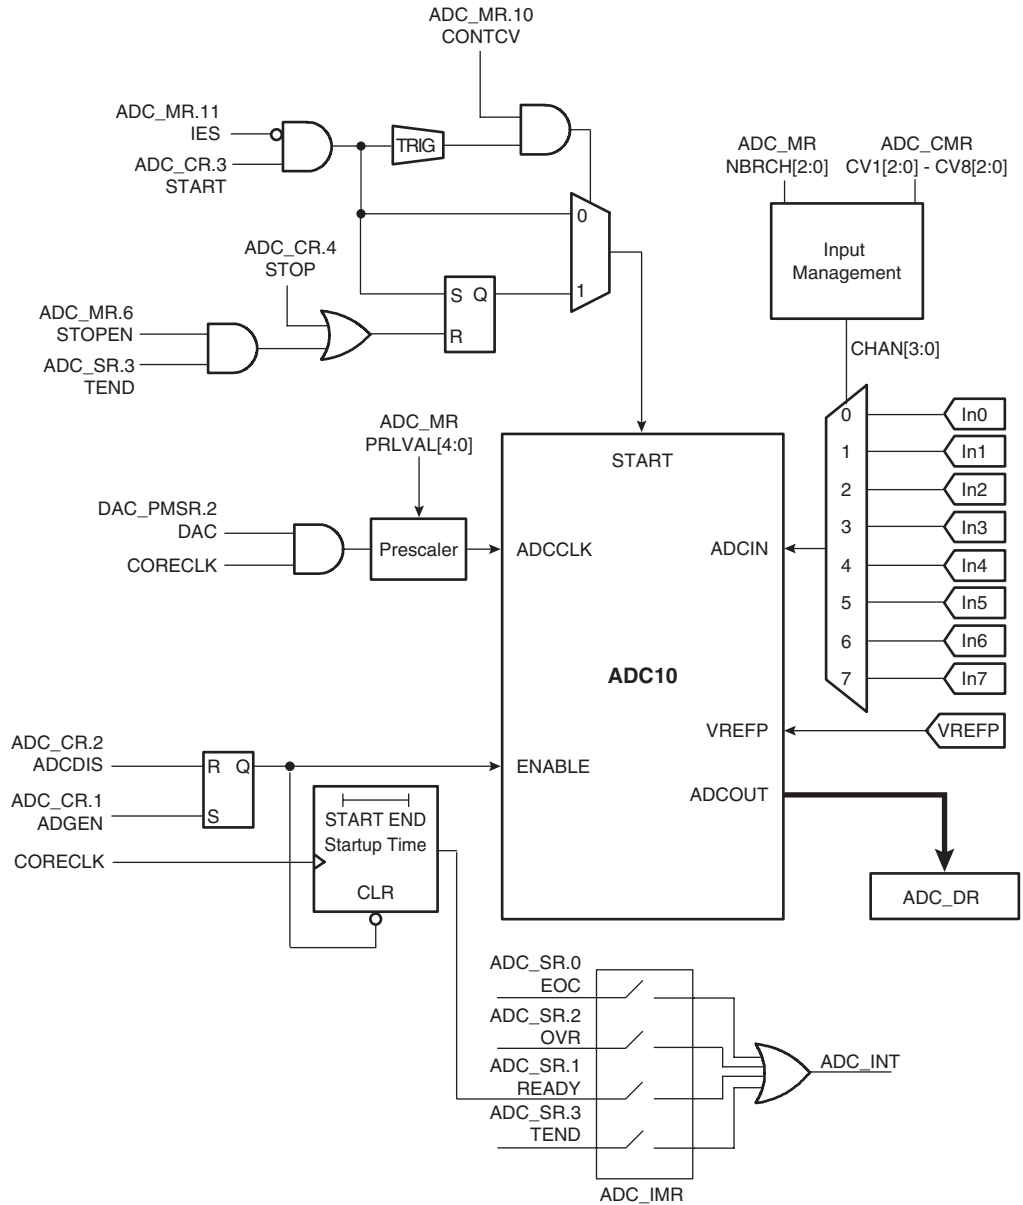 ADC_MR.10
CONTCV
ADC_MR.11
IES
ADC_CR.3
START
TRIG
ADC_MR
NBRCH[2:0]
ADC_CMR
CV1[2:0] - CV8[2:0]
0
1
Input
Management
ADC_CR.4
STOP
S Q
R
ADC_MR.6
STOPEN
ADC_SR.3
TEND
CHAN[3:0]
ADC_MR
PRLVAL[4:0]
START
0
1
2
3
4
5
6
7
In0
In1
In2
In3
In4
In5
In6
In7
DAC_PMSR.2
DAC
CORECLK
Prescaler
ADCCLK
ADCIN
ADC10
VREFP
VREFP
ADC_CR.2
ADCDIS
R Q
S
ENABLE
ADCOUT
ADC_CR.1
ADGEN
START END
Startup Time
CORECLK
CLR
ADC_DR
ADC_SR.0
EOC
ADC_SR.2
OVR
ADC_SR.1
READY
ADC_SR.3
TEND
ADC_INT
ADC_IMR